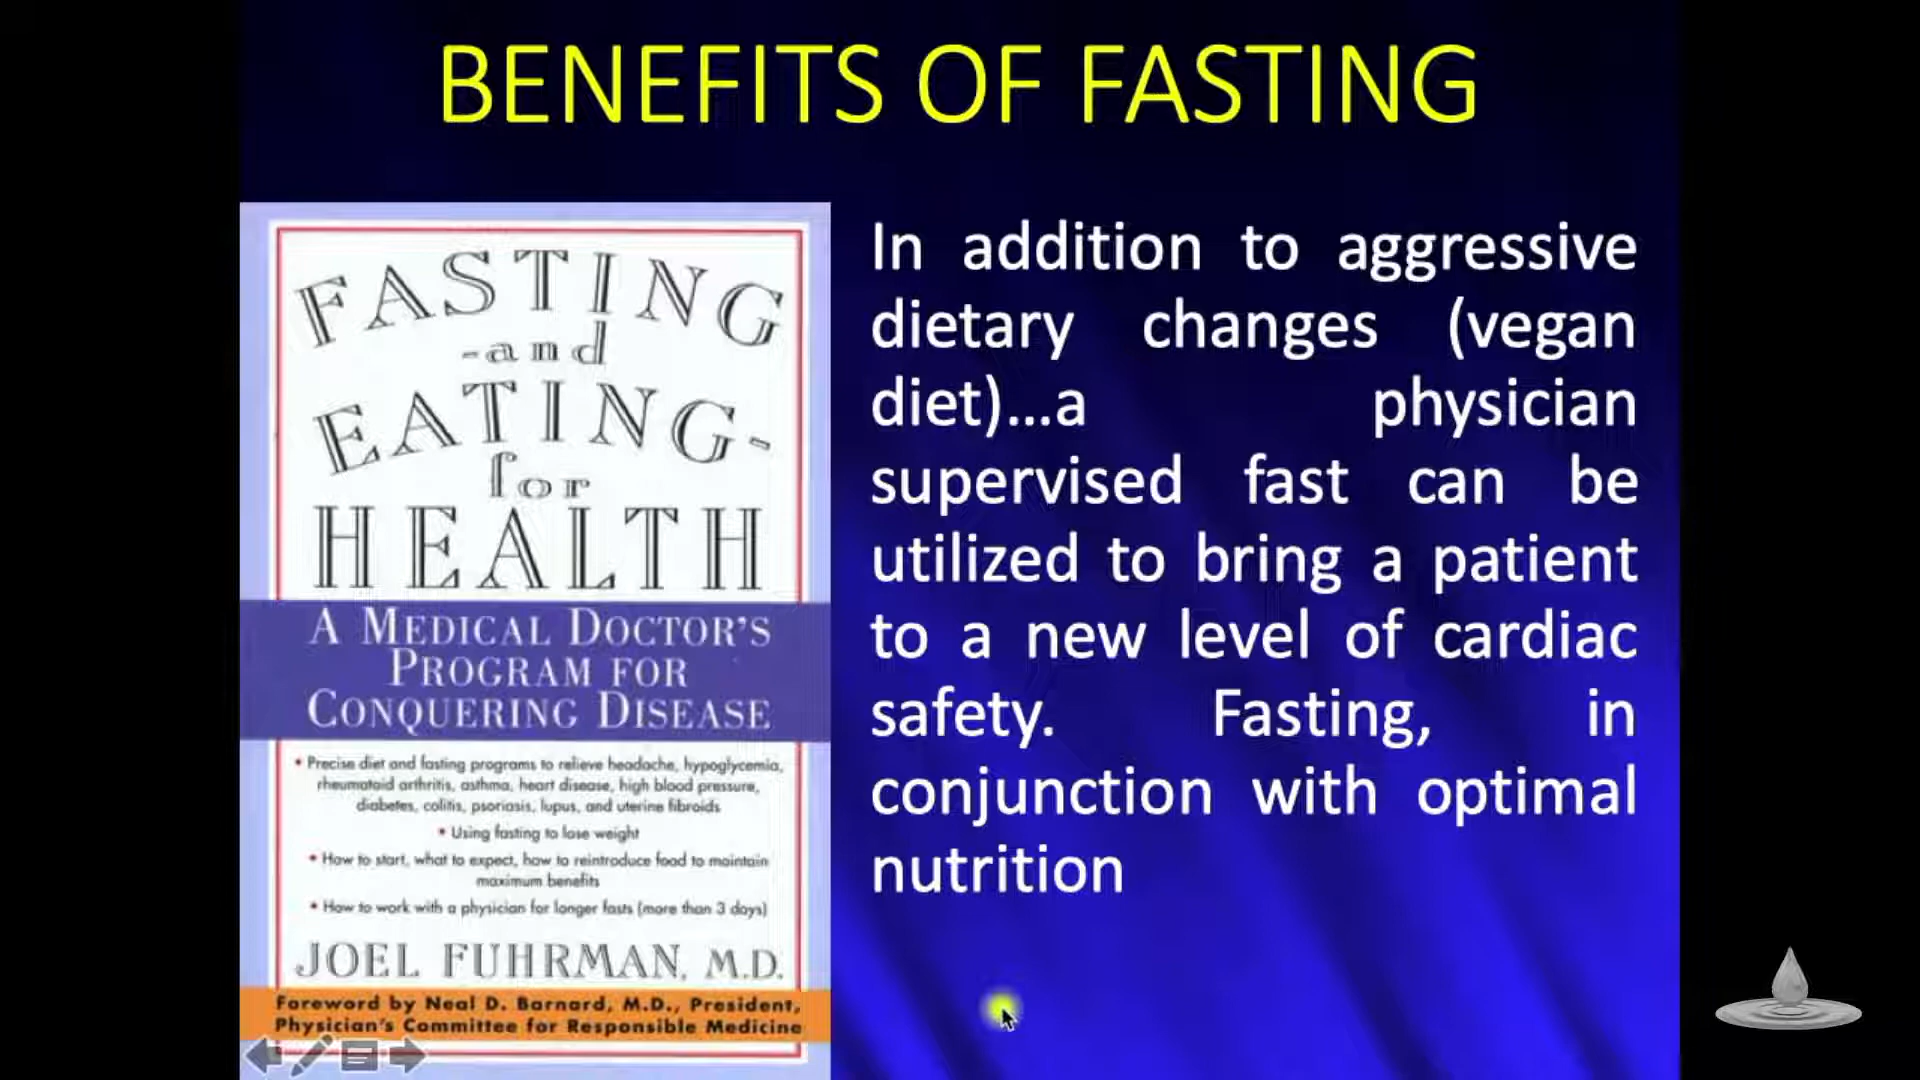 BENEFITS OF FASTING
FASTING
-and
EATING-
for
HEALTH
A MEDICAL DOCTOR'S
PROGRAM FOR
CONQUERING DISEASE
• Precise diet and fasting programs to relieve headache, hypoglycemia,
rheumatoid arthritis, asthma, heart disease, high blood pressure,
diabetes, colitis, psoriasis, lupus, and uterine fibroids
• Using fasting to lose weight
• How to start, what to expect, how to reintroduce food to maintain
maximum benefits
• How to work with a physician for longer fasts (more than 3 days)
JOEL FUHRMAN, M.D.
Foreword by Neal D. Barnard, M.D., President,
Physician's Committee for Responsible Medicine
In addition to aggressive
dietary changes (vegan
diet)...a physician
supervised fast can be
utilized to bring a patient
to a new level of cardiac
safety. Fasting, in
conjunction with optimal
nutrition